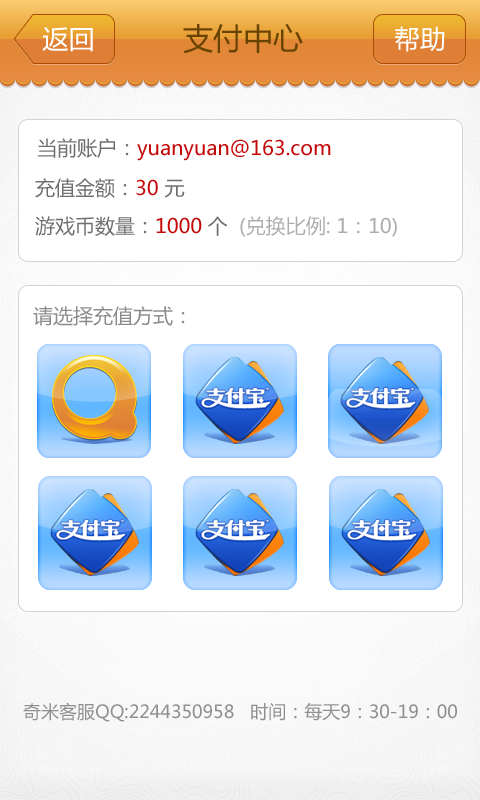 返回 支付中心 帮助
当前账户：yuanyuan@163.com
充值金额：30 元
游戏币数量：1000 个 (兑换比例: 1：10)
请选择充值方式：
支付宝 支付宝
支付宝 支付宝 支付宝
奇米客服QQ:2244350958 时间：每天9：30-19：00